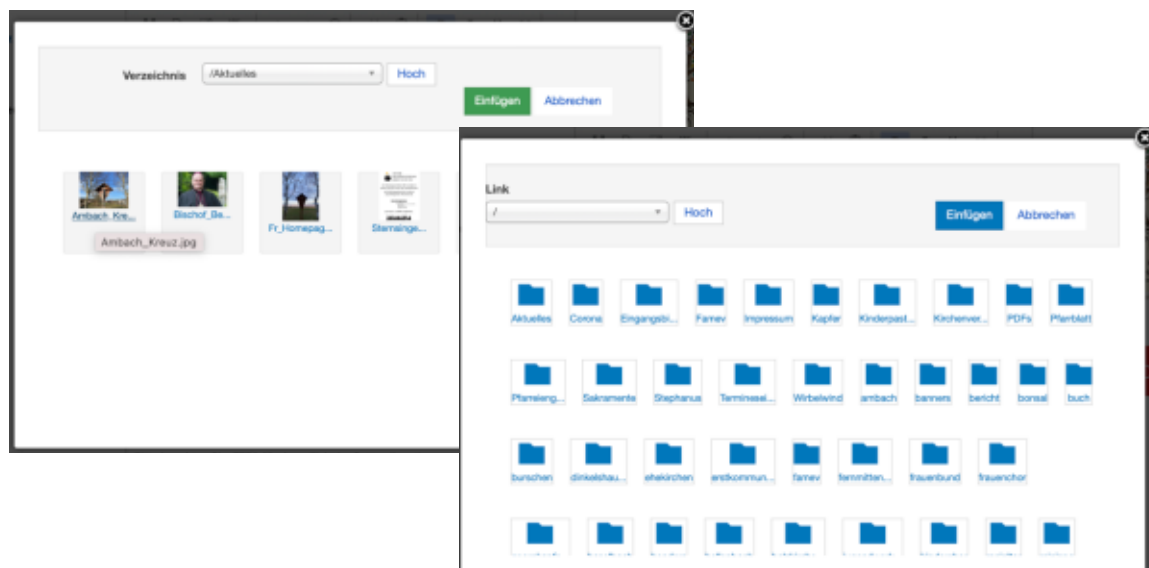 Verzeichnis /Aktuelles Hoch
Einfügen Abbrechen
Ambach_Kre... Bischof_Be... Fr_Homepag... Sternsinge...
Ambach_Kreuz.jpg
Link
/ Hoch
Einfügen Abbrechen
Aktuelles Corona Eingangsbi... Famev Impressum Kapfer Kinderpast... Kirchenver... PDFs Pfarrblatt
Pfarreieng... Sakramente Stephanus Terminesei... Wirbelwind ambach banners bericht bonsai buch
burschen dinkelshau... ehekirchen erstkommun... famev fernmitten... frauenbund frauenchor